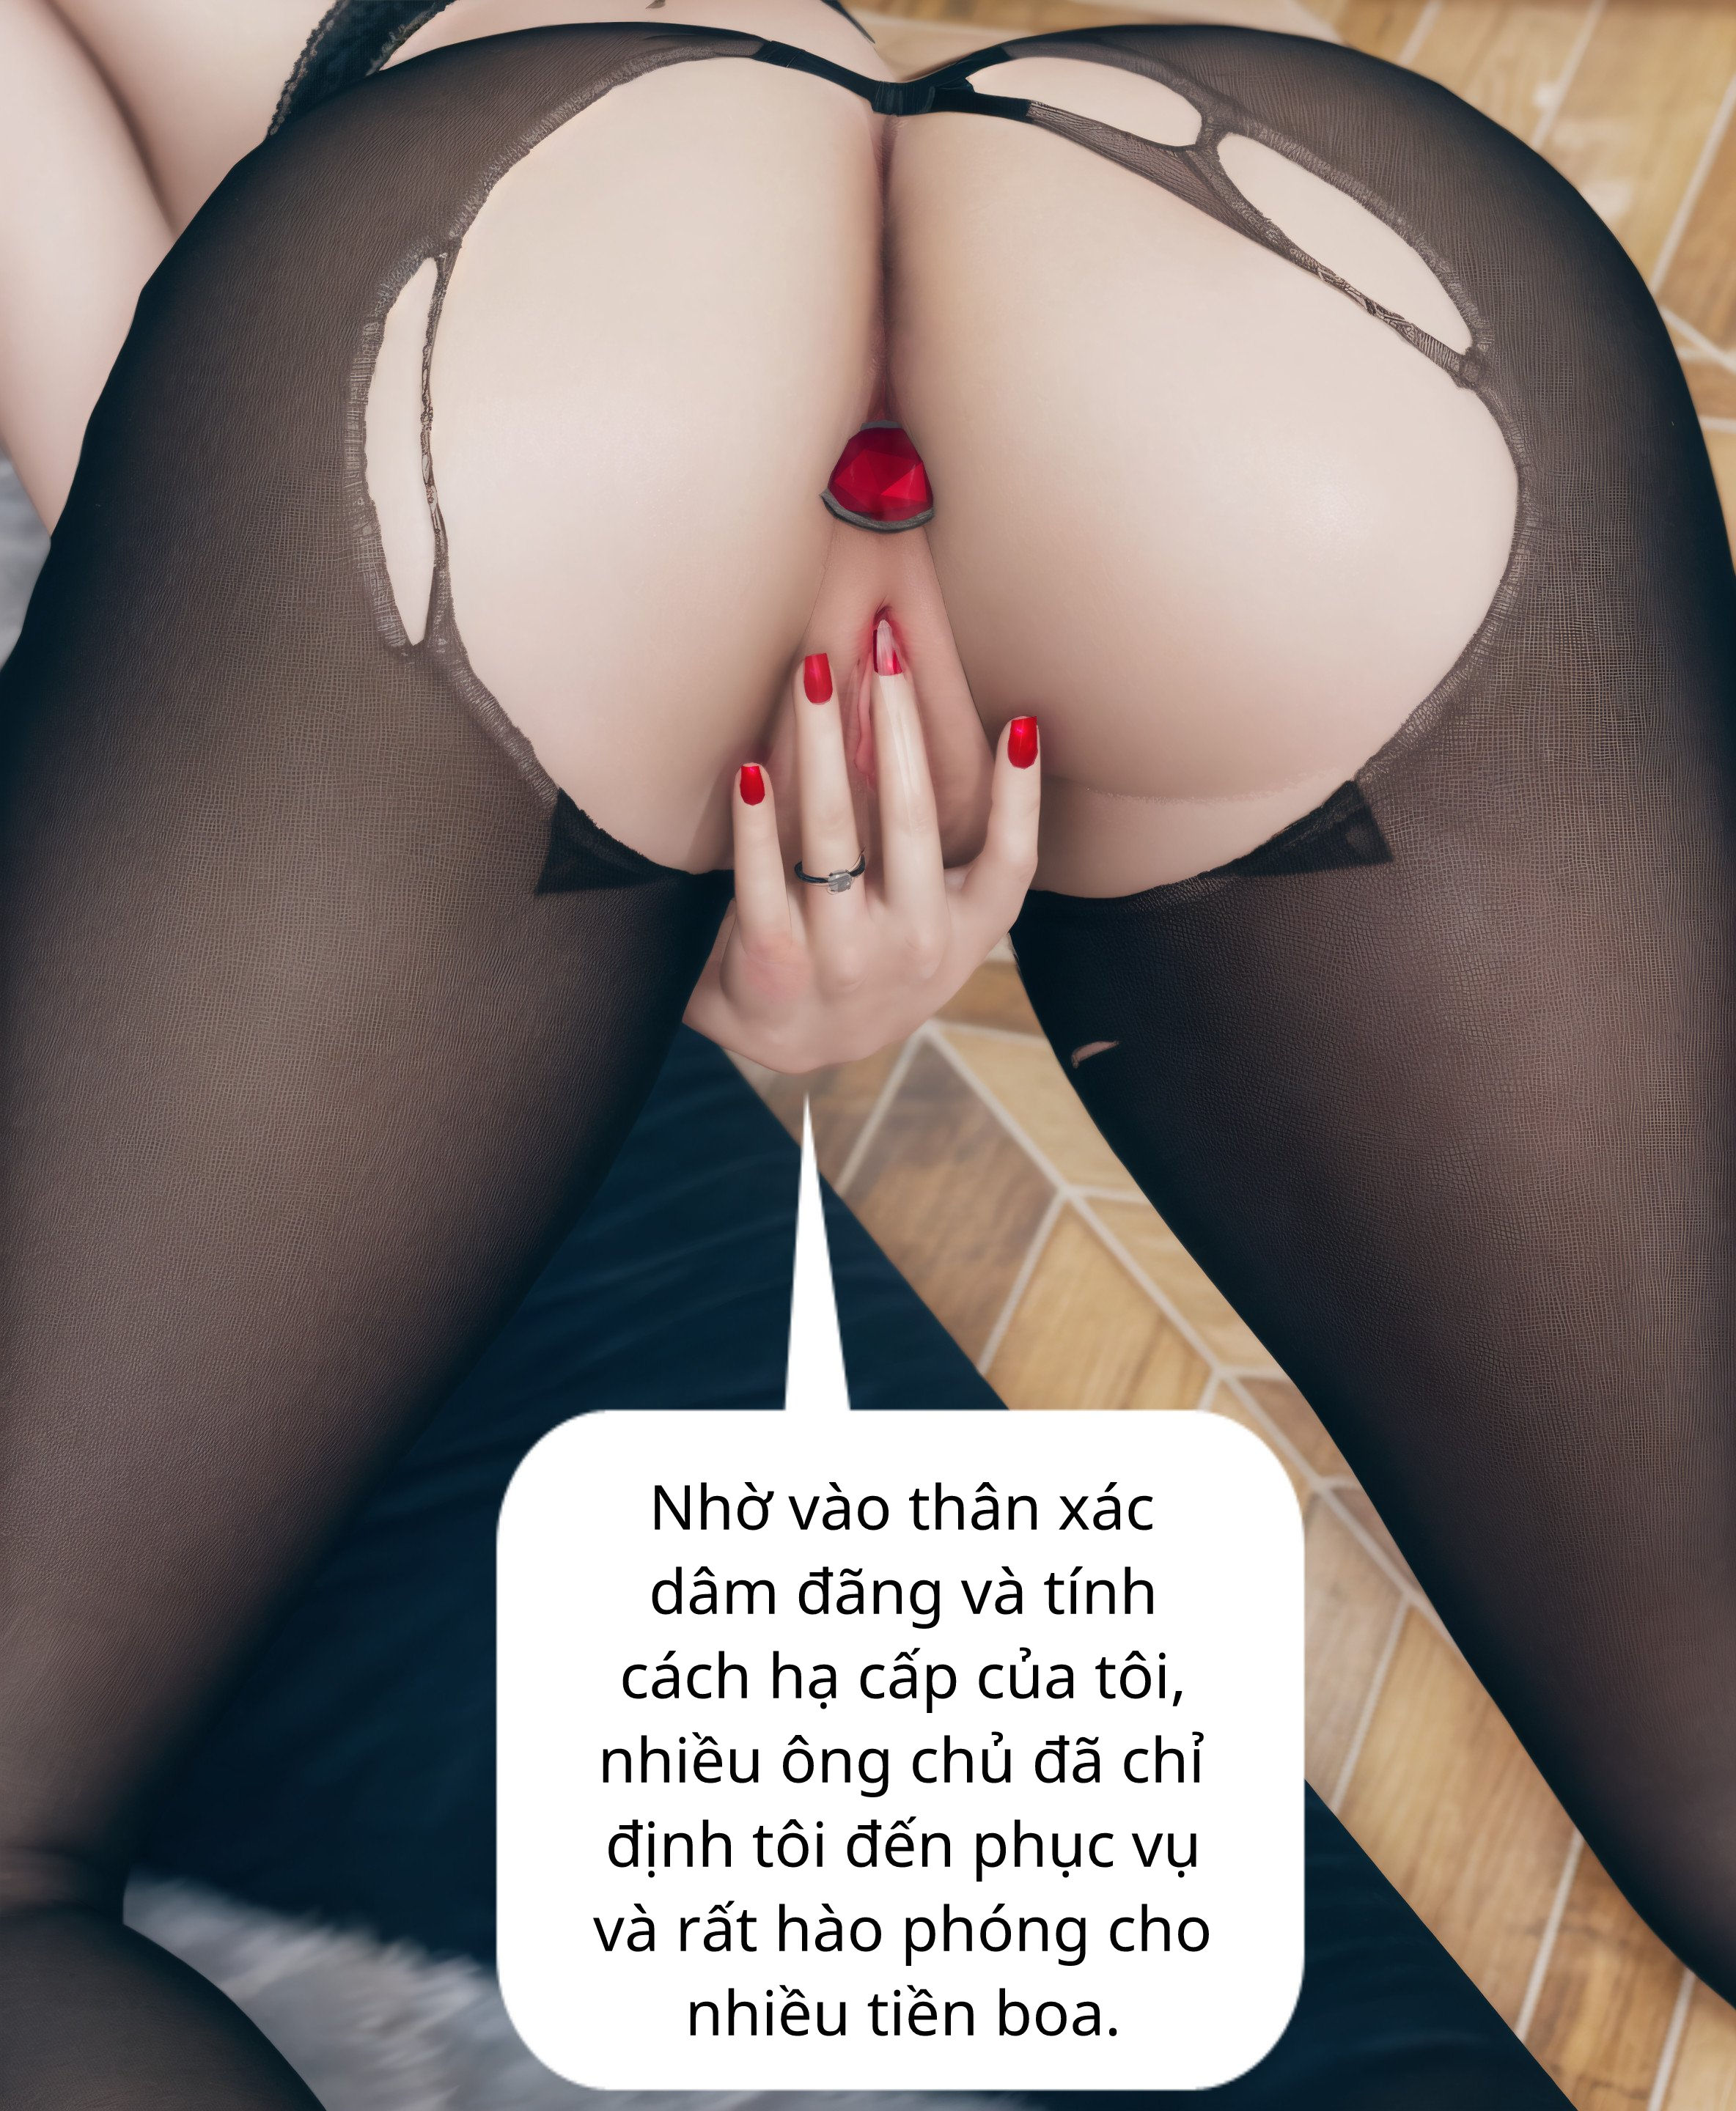 Nhờ vào thân xác
dâm đãng và tính
cách hạ cấp của tôi,
nhiều ông chủ đã chỉ
định tôi đến phục vụ
và rất hào phóng cho
nhiều tiền boa.